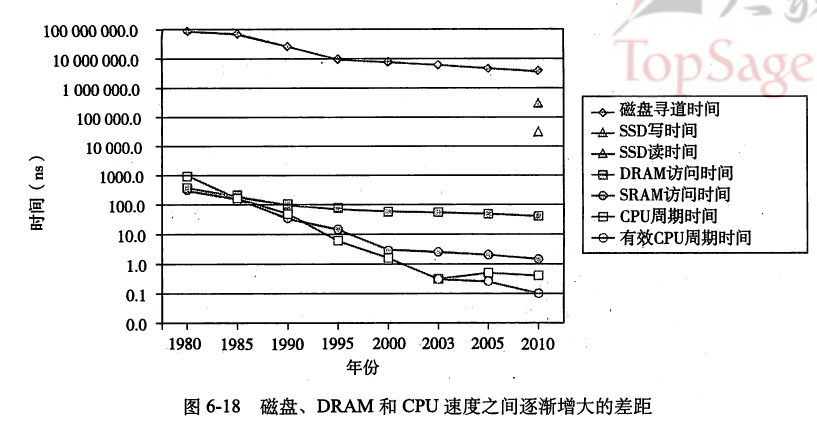 TopSage
100 000 000.0
10 000 000.0
1 000 000.0
100 000.0
10 000.0
1000.0
100.0
10.0
1.0
0.1
0.0
时间（ns）
1980 1985 1990 1995 2000 2003 2005 2010
年份
磁盘寻道时间
SSD写时间
SSD读时间
DRAM访问时间
SRAM访问时间
CPU周期时间
有效CPU周期时间
图 6-18 磁盘、DRAM 和 CPU 速度之间逐渐增大的差距